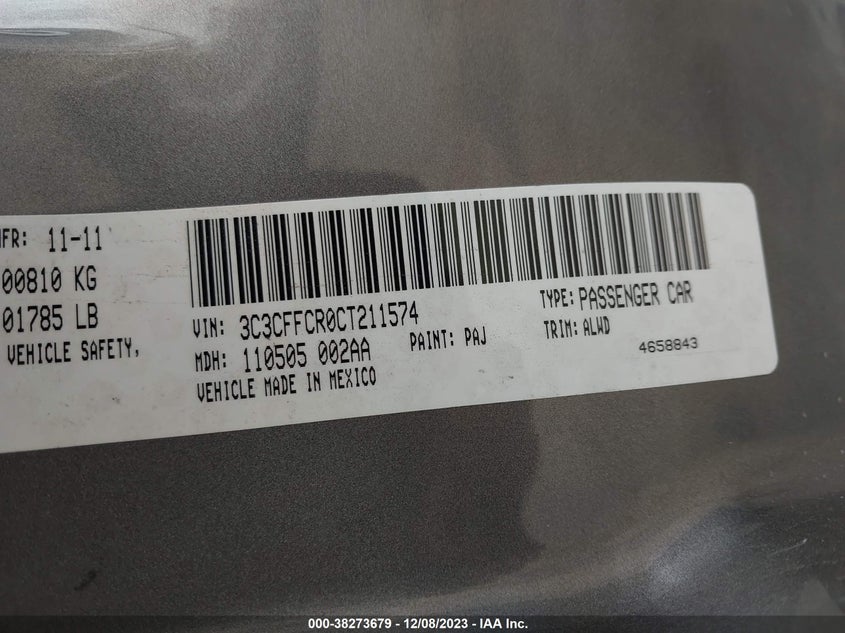 MFR: 11-11
00810 KG
01785 LB
VEHICLE SAFETY,
VIN: 3C3CFFCR0CT211574
TYPE: PASSENGER CAR
MDH: 110505 002AA
PAINT: PAJ
TRIM: ALWD
VEHICLE MADE IN MEXICO
4658843
000-38273679 - 12/08/2023 - IAA Inc.